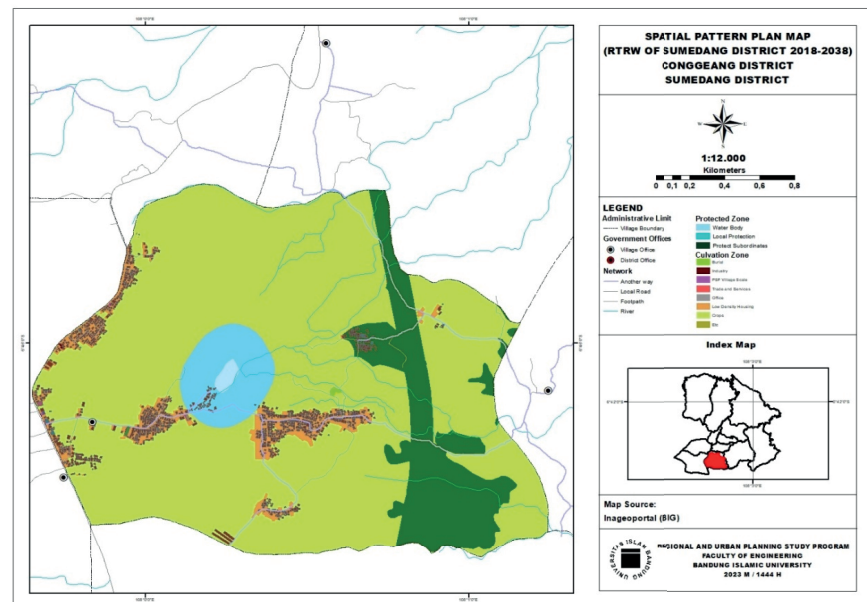 SPATIAL PATTERN PLAN MAP
(RTRW OF SUMEDANG DISTRICT 2018-2038)
CONGGEANG DISTRICT
SUMEDANG DISTRICT
N
W
E
S
1:12.000
Kilometers
0 0,1 0,2 0,4 0,6 0,8
LEGEND
Administrative Limit
Village Boundary
Government Offices
Village Office
District Office
Network
Another way
Local Road
Footpath
River
Protected Zone
Water Body
Local Protection
Protect Subordinates
Culvation Zone
Burial
Industry
Trade and Services
Office
Low Density Housing
Crops
Index Map
Map Source:
Inageoportal (BIG)
REGIONAL AND URBAN PLANNING STUDY PROGRAM
FACULTY OF ENGINEERING
BANDUNG ISLAMIC UNIVERSITY
2023 M / 1444 H
UNIVERSITAS ISLAM BANDUNG